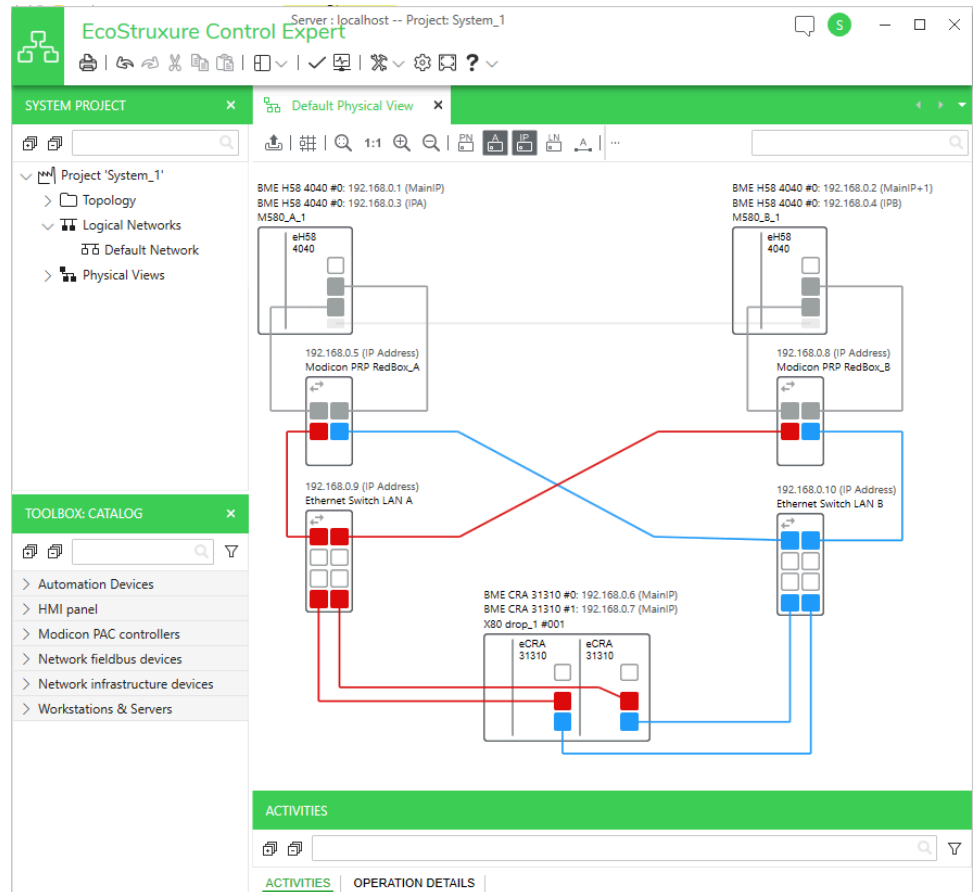 Server : localhost -- Project: System_1
EcoStruxure Control Expert
S
?
SYSTEM PROJECT
Default Physical View
1:1
PN
A
IP
LN
A
...
Project 'System_1'
Topology
Logical Networks
Default Network
Physical Views
BME H58 4040 #0: 192.168.0.1 (MainIP)
BME H58 4040 #0: 192.168.0.3 (IPA)
M580_A_1
eH58
4040
BME H58 4040 #0: 192.168.0.2 (MainIP+1)
BME H58 4040 #0: 192.168.0.4 (IPB)
M580_B_1
eH58
4040
192.168.0.5 (IP Address)
Modicon PRP RedBox_A
192.168.0.8 (IP Address)
Modicon PRP RedBox_B
192.168.0.9 (IP Address)
Ethernet Switch LAN A
192.168.0.10 (IP Address)
Ethernet Switch LAN B
BME CRA 31310 #0: 192.168.0.6 (MainIP)
BME CRA 31310 #1: 192.168.0.7 (MainIP)
X80 drop_1 #001
eCRA
31310
eCRA
31310
TOOLBOX: CATALOG
Automation Devices
HMI panel
Modicon PAC controllers
Network fieldbus devices
Network infrastructure devices
Workstations & Servers
ACTIVITIES
ACTIVITIES
OPERATION DETAILS